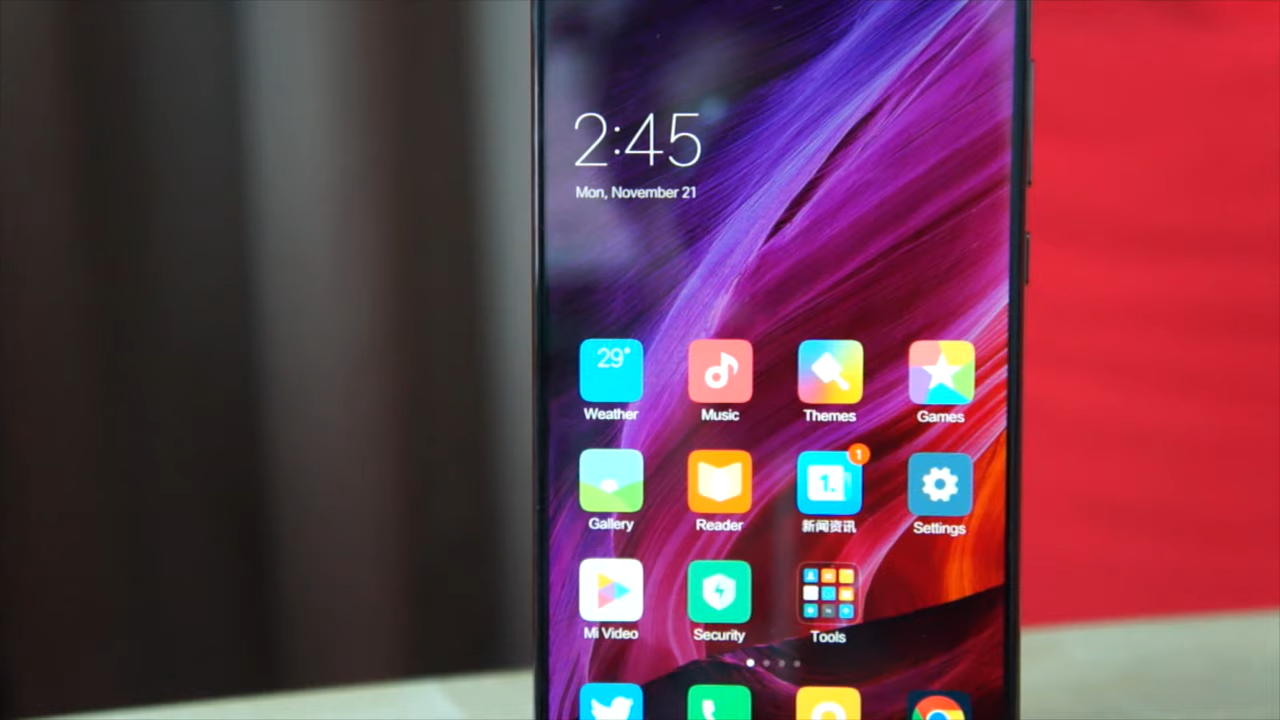 2:45
Mon, November 21
29°
Weather
Music
Themes
Games
1
1.
Gallery
Reader
新闻资讯
Settings
Mi Video
Security
Tools